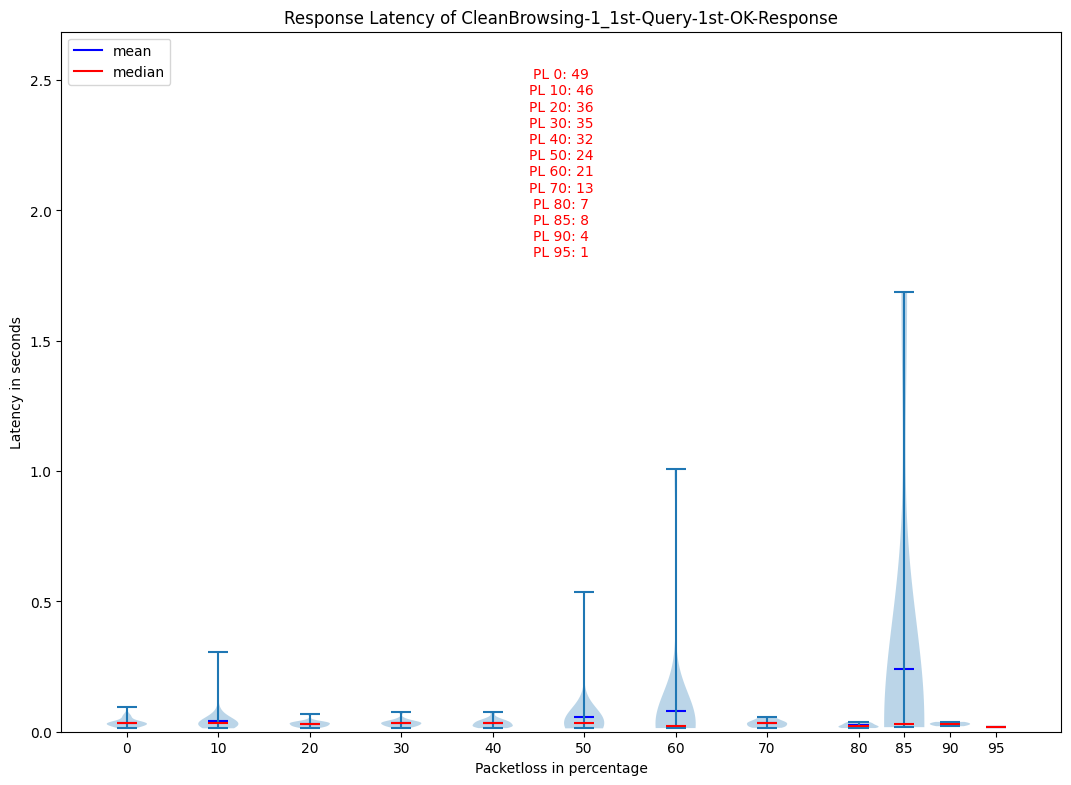 Response Latency of CleanBrowsing-1_1st-Query-1st-OK-Response
mean
median
PL 0: 49
PL 10: 46
PL 20: 36
PL 30: 35
PL 40: 32
PL 50: 24
PL 60: 21
PL 70: 13
PL 80: 7
PL 85: 8
PL 90: 4
PL 95: 1
Latency in seconds
2.5
2.0
1.5
1.0
0.5
0.0
0 10 20 30 40 50 60 70 80 85 90 95
Packetloss in percentage